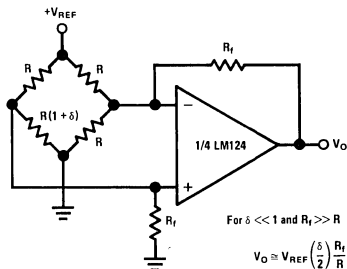 +VREF
R
R
Rf
R(1 + δ)
R
−
1/4 LM124
VO
+
Rf
For δ << 1 and Rf >> R
VO ≅ VREF (δ/2) Rf/R